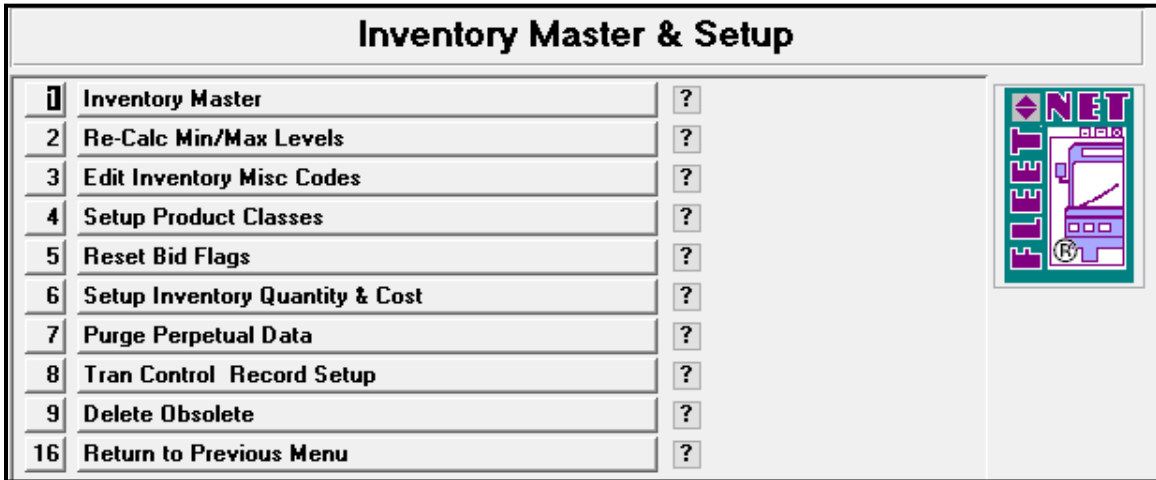 Inventory Master & Setup
1 Inventory Master ?
2 Re-Calc Min/Max Levels ?
3 Edit Inventory Misc Codes ?
4 Setup Product Classes ?
5 Reset Bid Flags ?
6 Setup Inventory Quantity & Cost ?
7 Purge Perpetual Data ?
8 Tran Control  Record Setup ?
9 Delete Obsolete ?
16 Return to Previous Menu ?
FLEET
NET
®